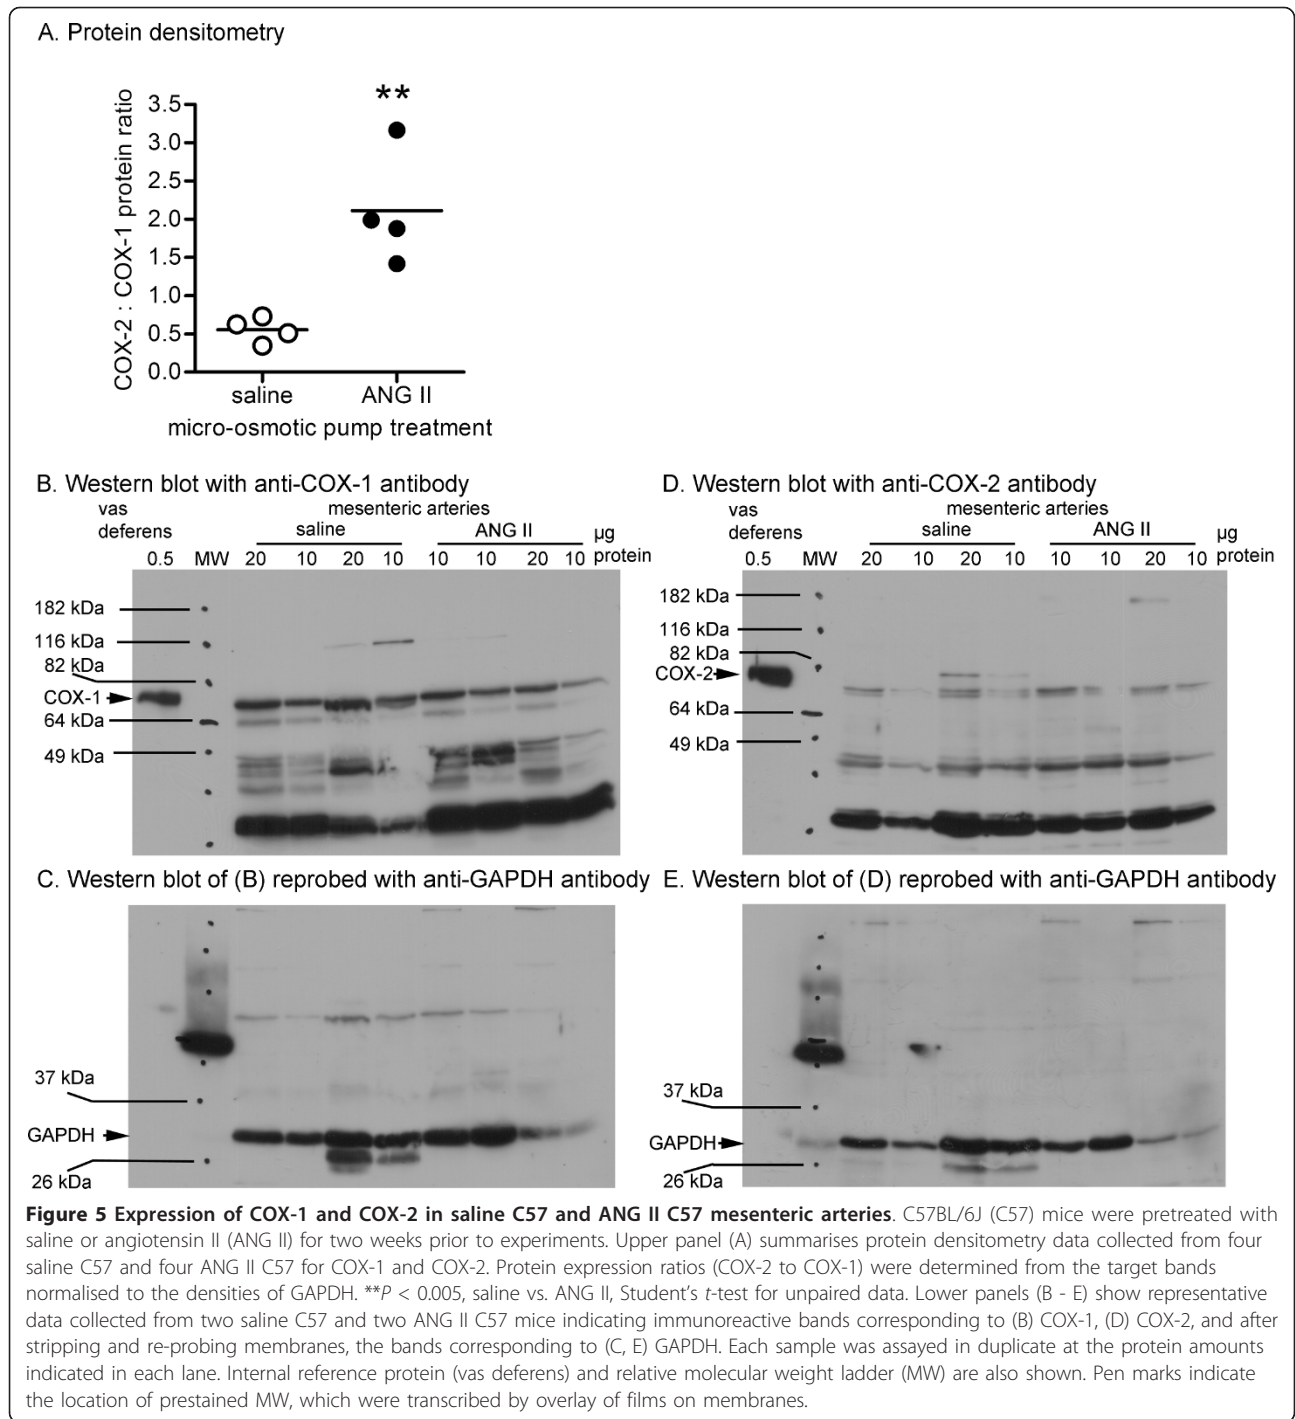 A. Protein densitometry
**
COX-2 : COX-1 protein ratio
3.5
3.0
2.5
2.0
1.5
1.0
0.5
0.0
saline ANG II
micro-osmotic pump treatment
B. Western blot with anti-COX-1 antibody
vas deferens
mesenteric arteries
saline ANG II
µg protein
0.5 MW 20 10 20 10 10 10 20 10
182 kDa
116 kDa
82 kDa
COX-1
64 kDa
49 kDa
D. Western blot with anti-COX-2 antibody
vas deferens
mesenteric arteries
saline ANG II
µg protein
0.5 MW 20 10 20 10 10 10 20 10
182 kDa
116 kDa
82 kDa
COX-2
64 kDa
49 kDa
C. Western blot of (B) reprobed with anti-GAPDH antibody
37 kDa
GAPDH
26 kDa
E. Western blot of (D) reprobed with anti-GAPDH antibody
37 kDa
GAPDH
26 kDa
Figure 5 Expression of COX-1 and COX-2 in saline C57 and ANG II C57 mesenteric arteries. C57BL/6J (C57) mice were pretreated with
saline or angiotensin II (ANG II) for two weeks prior to experiments. Upper panel (A) summarises protein densitometry data collected from four
saline C57 and four ANG II C57 for COX-1 and COX-2. Protein expression ratios (COX-2 to COX-1) were determined from the target bands
normalised to the densities of GAPDH. **P < 0.005, saline vs. ANG II, Student's t-test for unpaired data. Lower panels (B - E) show representative
data collected from two saline C57 and two ANG II C57 mice indicating immunoreactive bands corresponding to (B) COX-1, (D) COX-2, and after
stripping and re-probing membranes, the bands corresponding to (C, E) GAPDH. Each sample was assayed in duplicate at the protein amounts
indicated in each lane. Internal reference protein (vas deferens) and relative molecular weight ladder (MW) are also shown. Pen marks indicate
the location of prestained MW, which were transcribed by overlay of films on membranes.